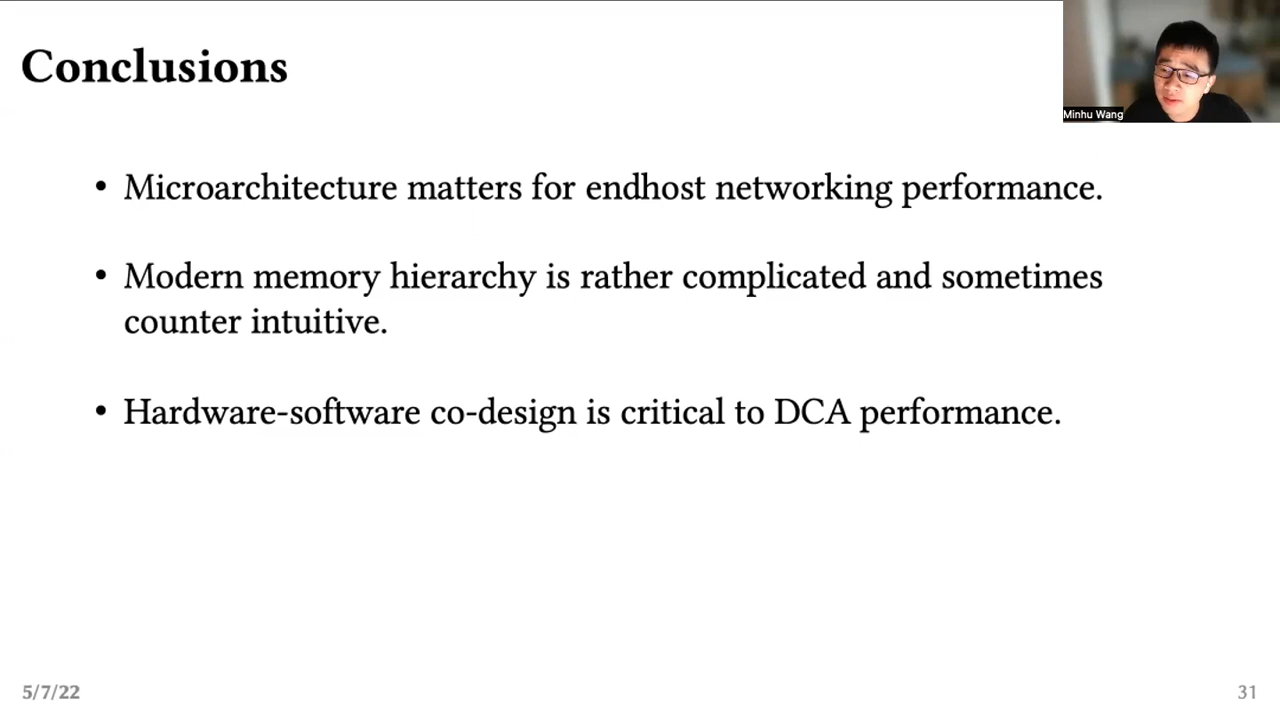 Conclusions
Minhu Wang
• Microarchitecture matters for endhost networking performance.
• Modern memory hierarchy is rather complicated and sometimes
counter intuitive.
• Hardware-software co-design is critical to DCA performance.
5/7/22
31